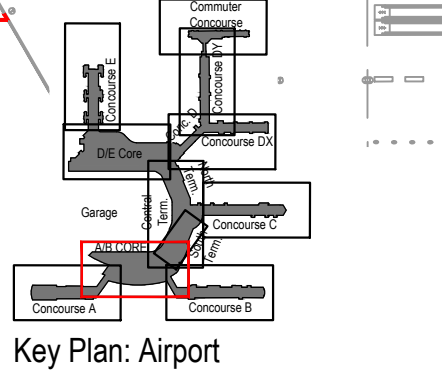 Commuter
Concourse
Concourse E
Concourse DY
Conc. D
Concourse DX
D/E Core
North
Term.
Central
Term.
Garage
Concourse C
South
Term.
A/B CORE
Concourse A
Concourse B
Key Plan: Airport